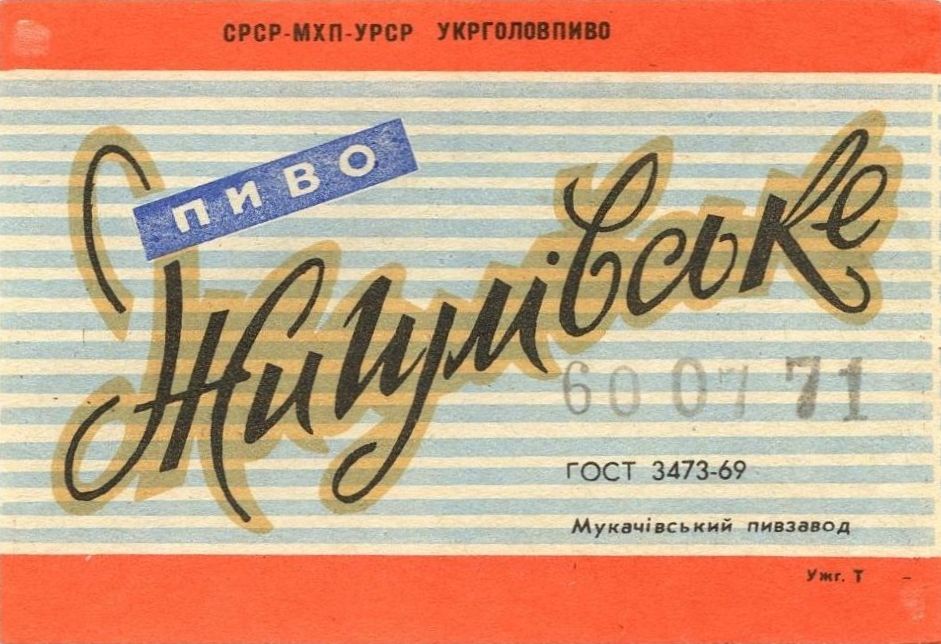 СРСР-МХП-УРСР УКРГОЛОВПИВО
ПИВО
Жигулівське
60 07 71
ГОСТ 3473-69
Мукачівський пивзавод
Ужг. Т